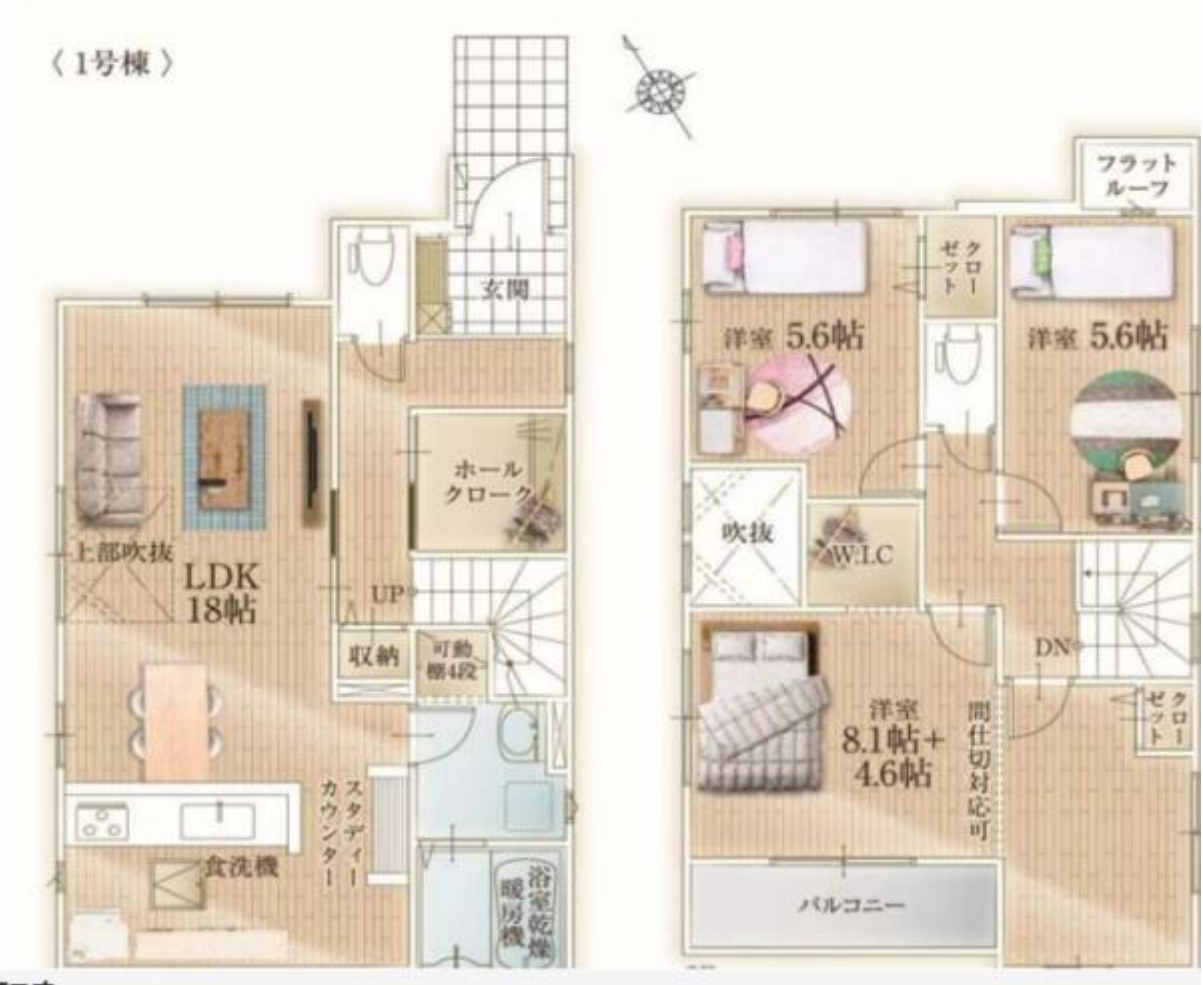 〈 1号棟 〉
玄関
ホール
クローク
上部吹抜
LDK
18帖
UP
収納
可動
棚4段
スタディー
カウンター
食洗機
浴室乾燥
暖房機
フラット
ルーフ
クロー
ゼット
洋室 5.6帖
洋室 5.6帖
吹抜
W.I.C
DN
洋室
8.1帖+
4.6帖
間仕切対応可
クロー
ゼット
バルコニー